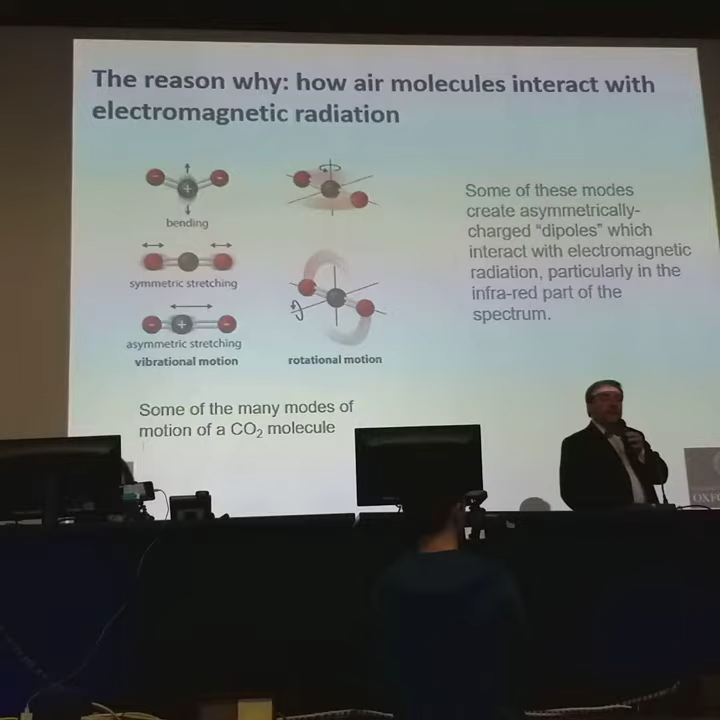 The reason why: how air molecules interact with
electromagnetic radiation
bending
symmetric stretching
asymmetric stretching
vibrational motion
rotational motion
Some of these modes
create asymmetrically-
charged “dipoles” which
interact with electromagnetic
radiation, particularly in the
infra-red part of the
spectrum.
Some of the many modes of
motion of a CO₂ molecule